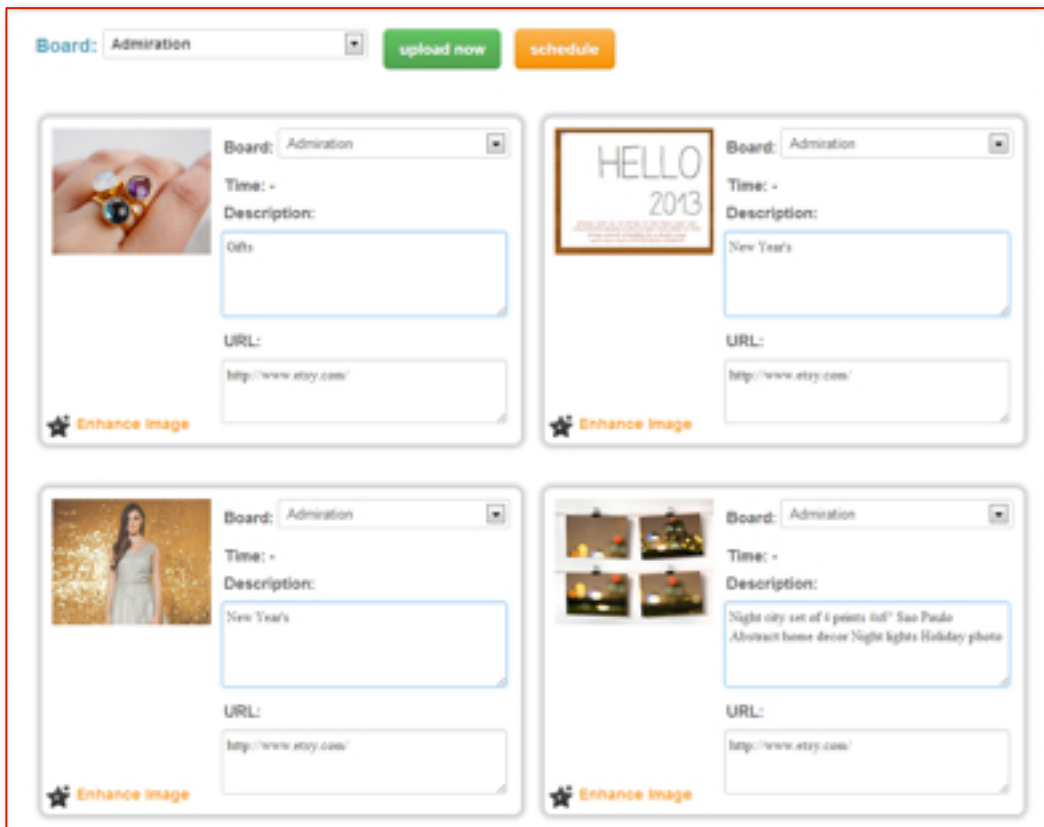 Board: Admiration upload now schedule
Board: Admiration
Time: -
Description:
Gifts
URL:
http://www.etsy.com/
Enhance Image
HELLO
2013
Board: Admiration
Time: -
Description:
New Year's
URL:
http://www.etsy.com/
Enhance Image
Board: Admiration
Time: -
Description:
New Year's
URL:
http://www.etsy.com/
Enhance Image
Board: Admiration
Time: -
Description:
Night city set of 4 prints Sao Paulo
Abstract home decor Night lights Holiday photo
URL:
http://www.etsy.com/
Enhance Image